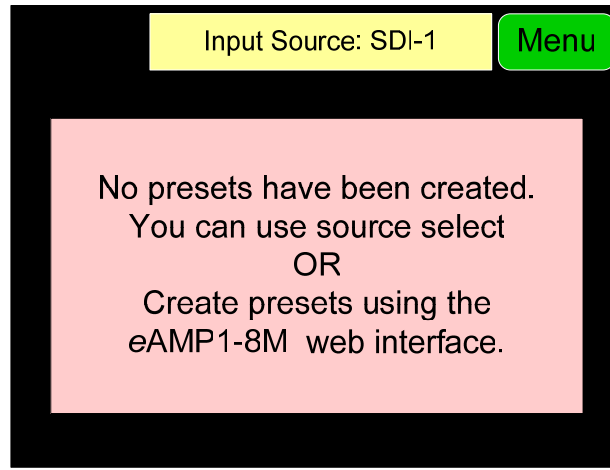 Input Source: SDI-1
Menu
No presets have been created.
You can use source select
OR
Create presets using the
eAMP1-8M web interface.